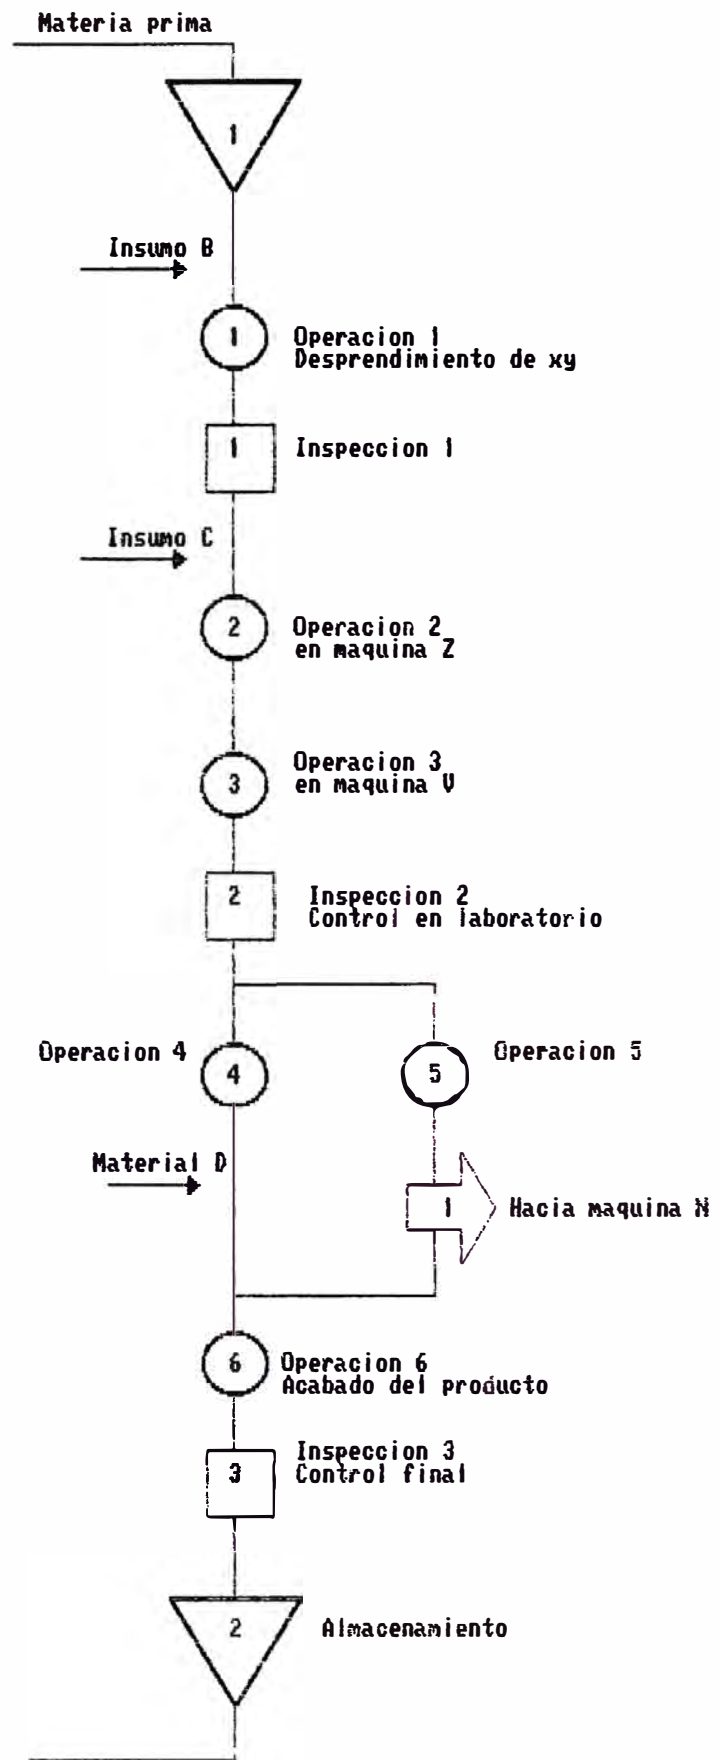 Materia prima
1
Insumo B
1
Operacion 1
Desprendimiento de xy
1
Inspeccion 1
Insumo C
2
Operacion 2
en maquina Z
3
Operacion 3
en maquina V
2
Inspeccion 2
Control en laboratorio
Operacion 4
4
5
Operacion 5
Material D
1
Hacia maquina N
6
Operacion 6
Acabado del producto
3
Inspeccion 3
Control final
2
Almacenamiento